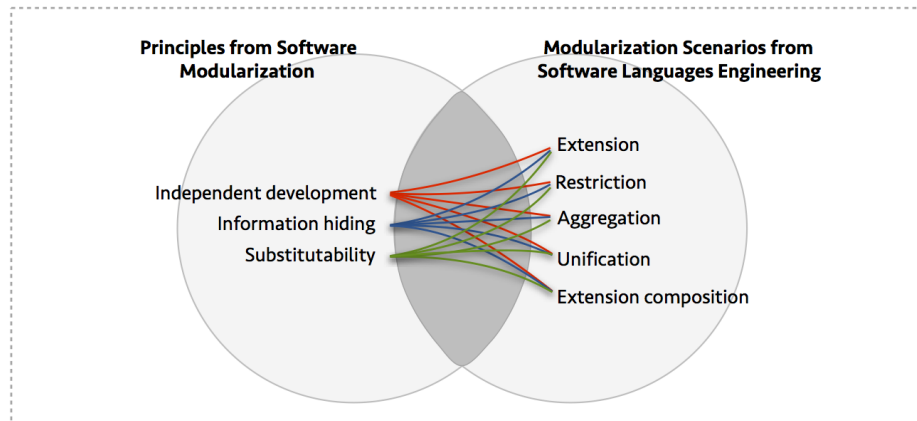 Principles from Software
Modularization
Modularization Scenarios from
Software Languages Engineering
Independent development
Information hiding
Substitutability
Extension
Restriction
Aggregation
Unification
Extension composition